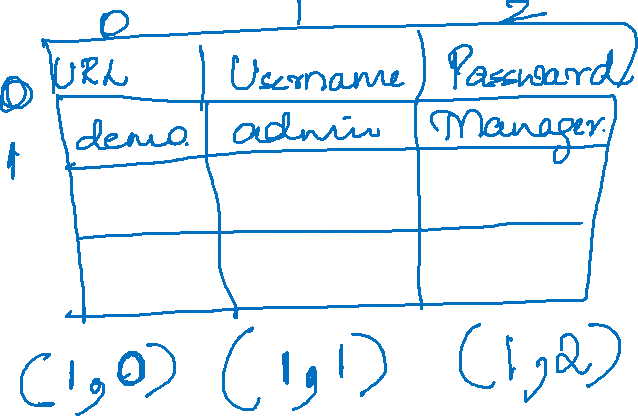 0 1 2
0 URL Username Password
1 demo admin Manager.
(1,0) (1,1) (1,2)